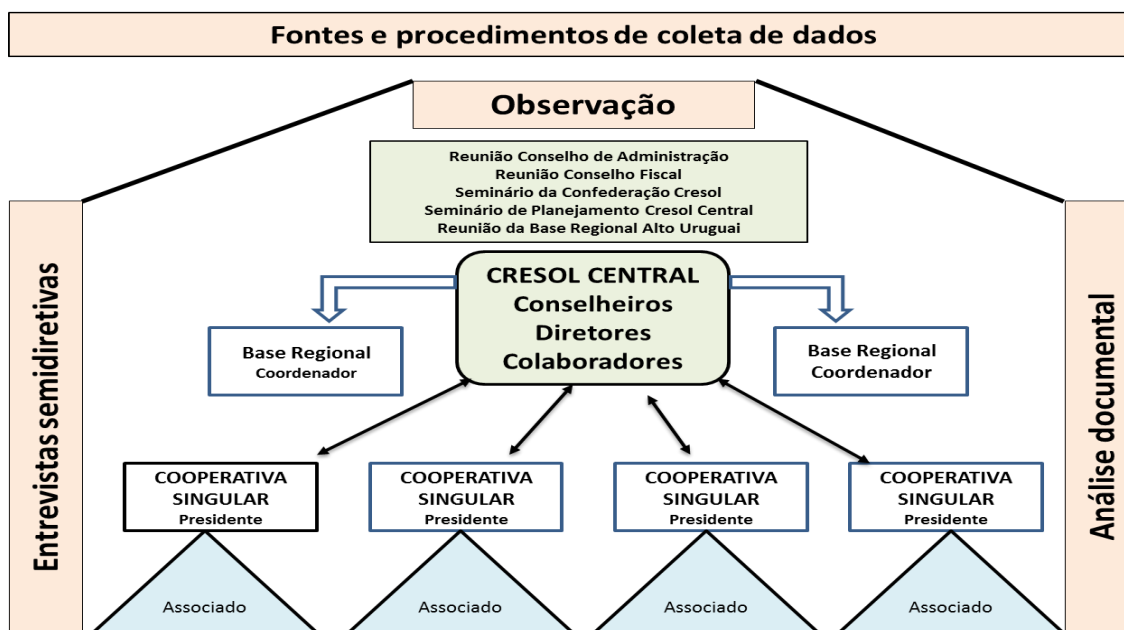 Fontes e procedimentos de coleta de dados
Observação
Reunião Conselho de Administração
Reunião Conselho Fiscal
Seminário da Confederação Cresol
Seminário de Planejamento Cresol Central
Reunião da Base Regional Alto Uruguai
Entrevistas semidiretivas
CRESOL CENTRAL
Conselheiros
Diretores
Colaboradores
Base Regional
Coordenador
Base Regional
Coordenador
Análise documental
COOPERATIVA
SINGULAR
Presidente
COOPERATIVA
SINGULAR
Presidente
COOPERATIVA
SINGULAR
Presidente
COOPERATIVA
SINGULAR
Presidente
Associado
Associado
Associado
Associado